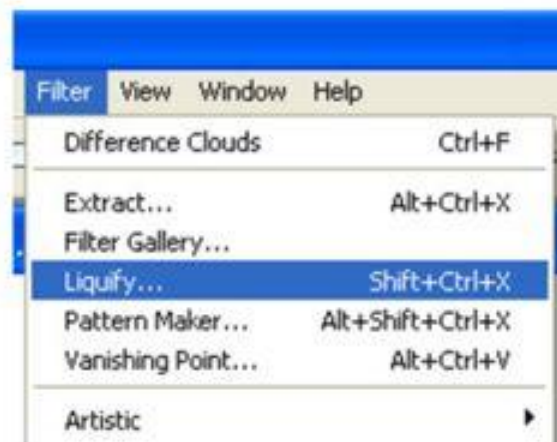 Filter View Window Help
Difference Clouds Ctrl+F
Extract... Alt+Ctrl+X
Filter Gallery...
Liquify... Shift+Ctrl+X
Pattern Maker... Alt+Shift+Ctrl+X
Vanishing Point... Alt+Ctrl+V
Artistic